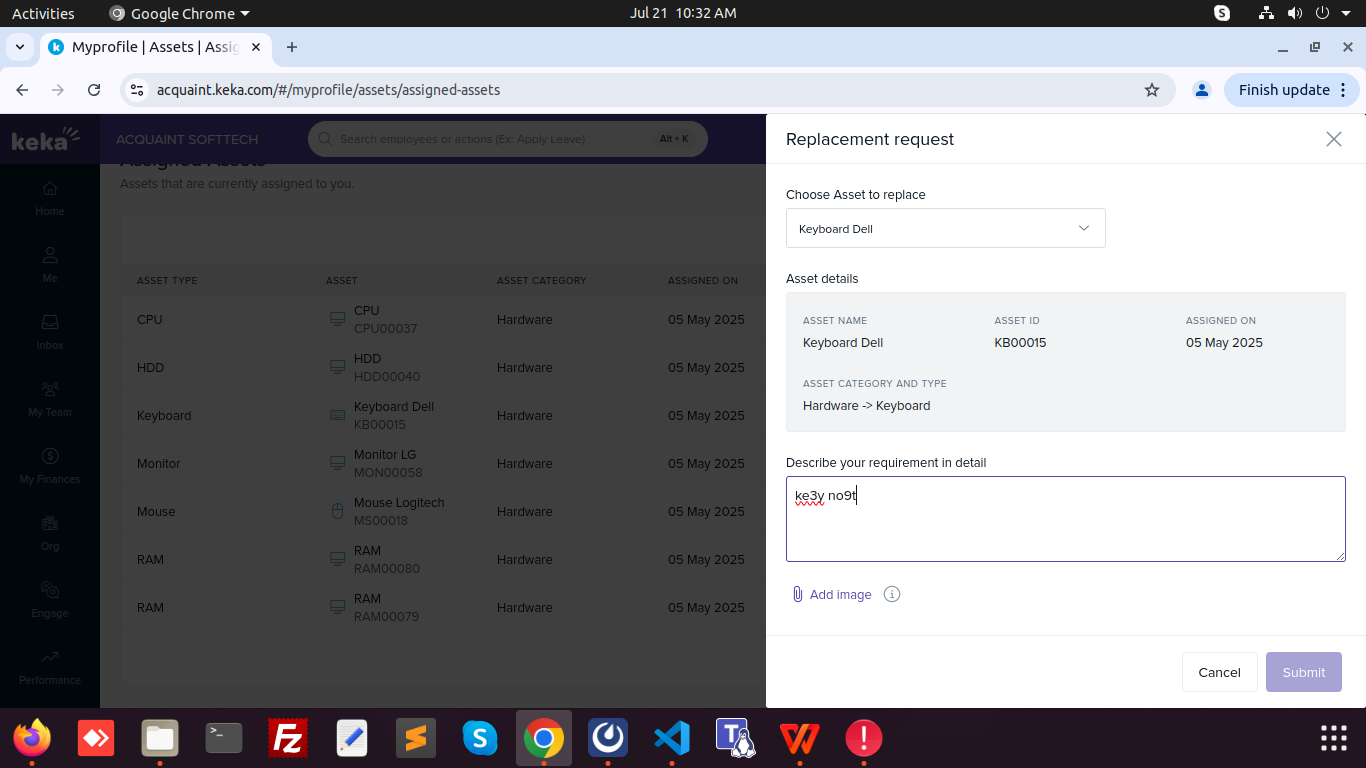 Activities
Google Chrome
Jul 21 10:32 AM
Myprofile | Assets | Assig
acquaint.keka.com/#/myprofile/assets/assigned-assets
Finish update
keka
ACQUAINT SOFTTECH
Search employees or actions (Ex: Apply Leave)
Alt + K
Assigned Assets
Assets that are currently assigned to you.
Home
Me
Inbox
My Team
My Finances
Org
Engage
Performance
ASSET TYPE ASSET ASSET CATEGORY ASSIGNED ON
CPU CPU Hardware 05 May 2025
CPU00037
HDD HDD Hardware 05 May 2025
HDD00040
Keyboard Keyboard Dell Hardware 05 May 2025
KB00015
Monitor Monitor LG Hardware 05 May 2025
MON00058
Mouse Mouse Logitech Hardware 05 May 2025
MS00018
RAM RAM Hardware 05 May 2025
RAM00080
RAM RAM Hardware 05 May 2025
RAM00079
Replacement request
Choose Asset to replace
Keyboard Dell
Asset details
ASSET NAME ASSET ID ASSIGNED ON
Keyboard Dell KB00015 05 May 2025
ASSET CATEGORY AND TYPE
Hardware -> Keyboard
Describe your requirement in detail
ke3y no9t
Add image
Cancel
Submit